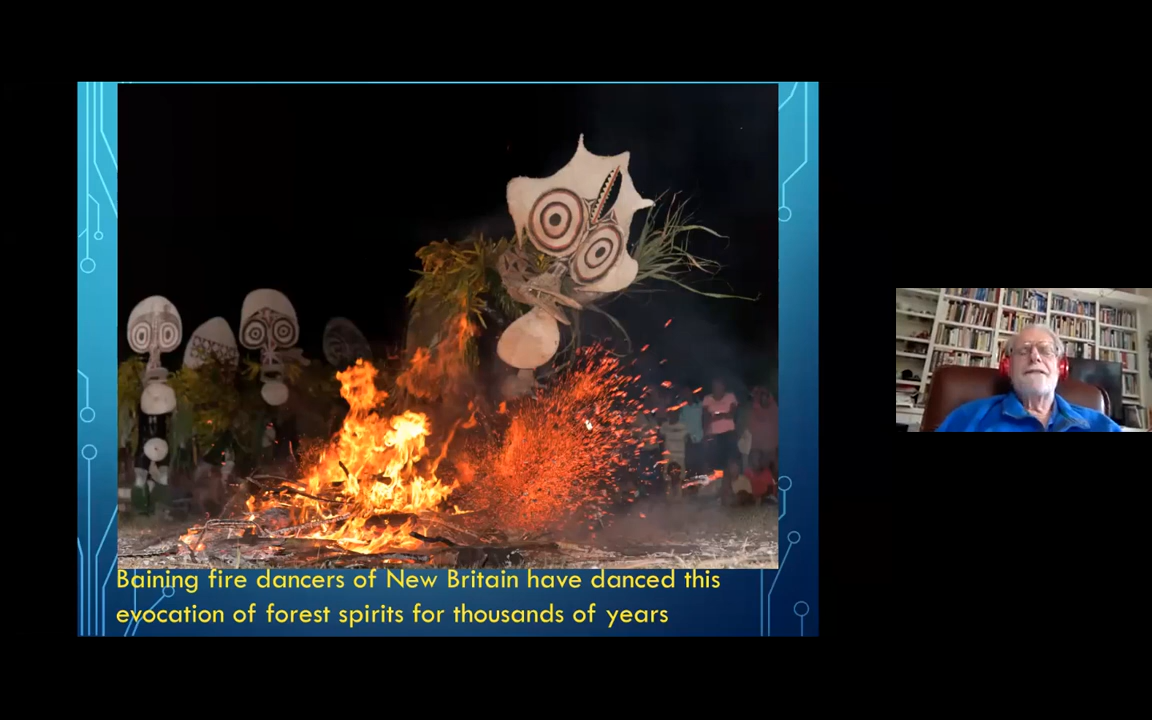 Baining fire dancers of New Britain have danced this
evocation of forest spirits for thousands of years